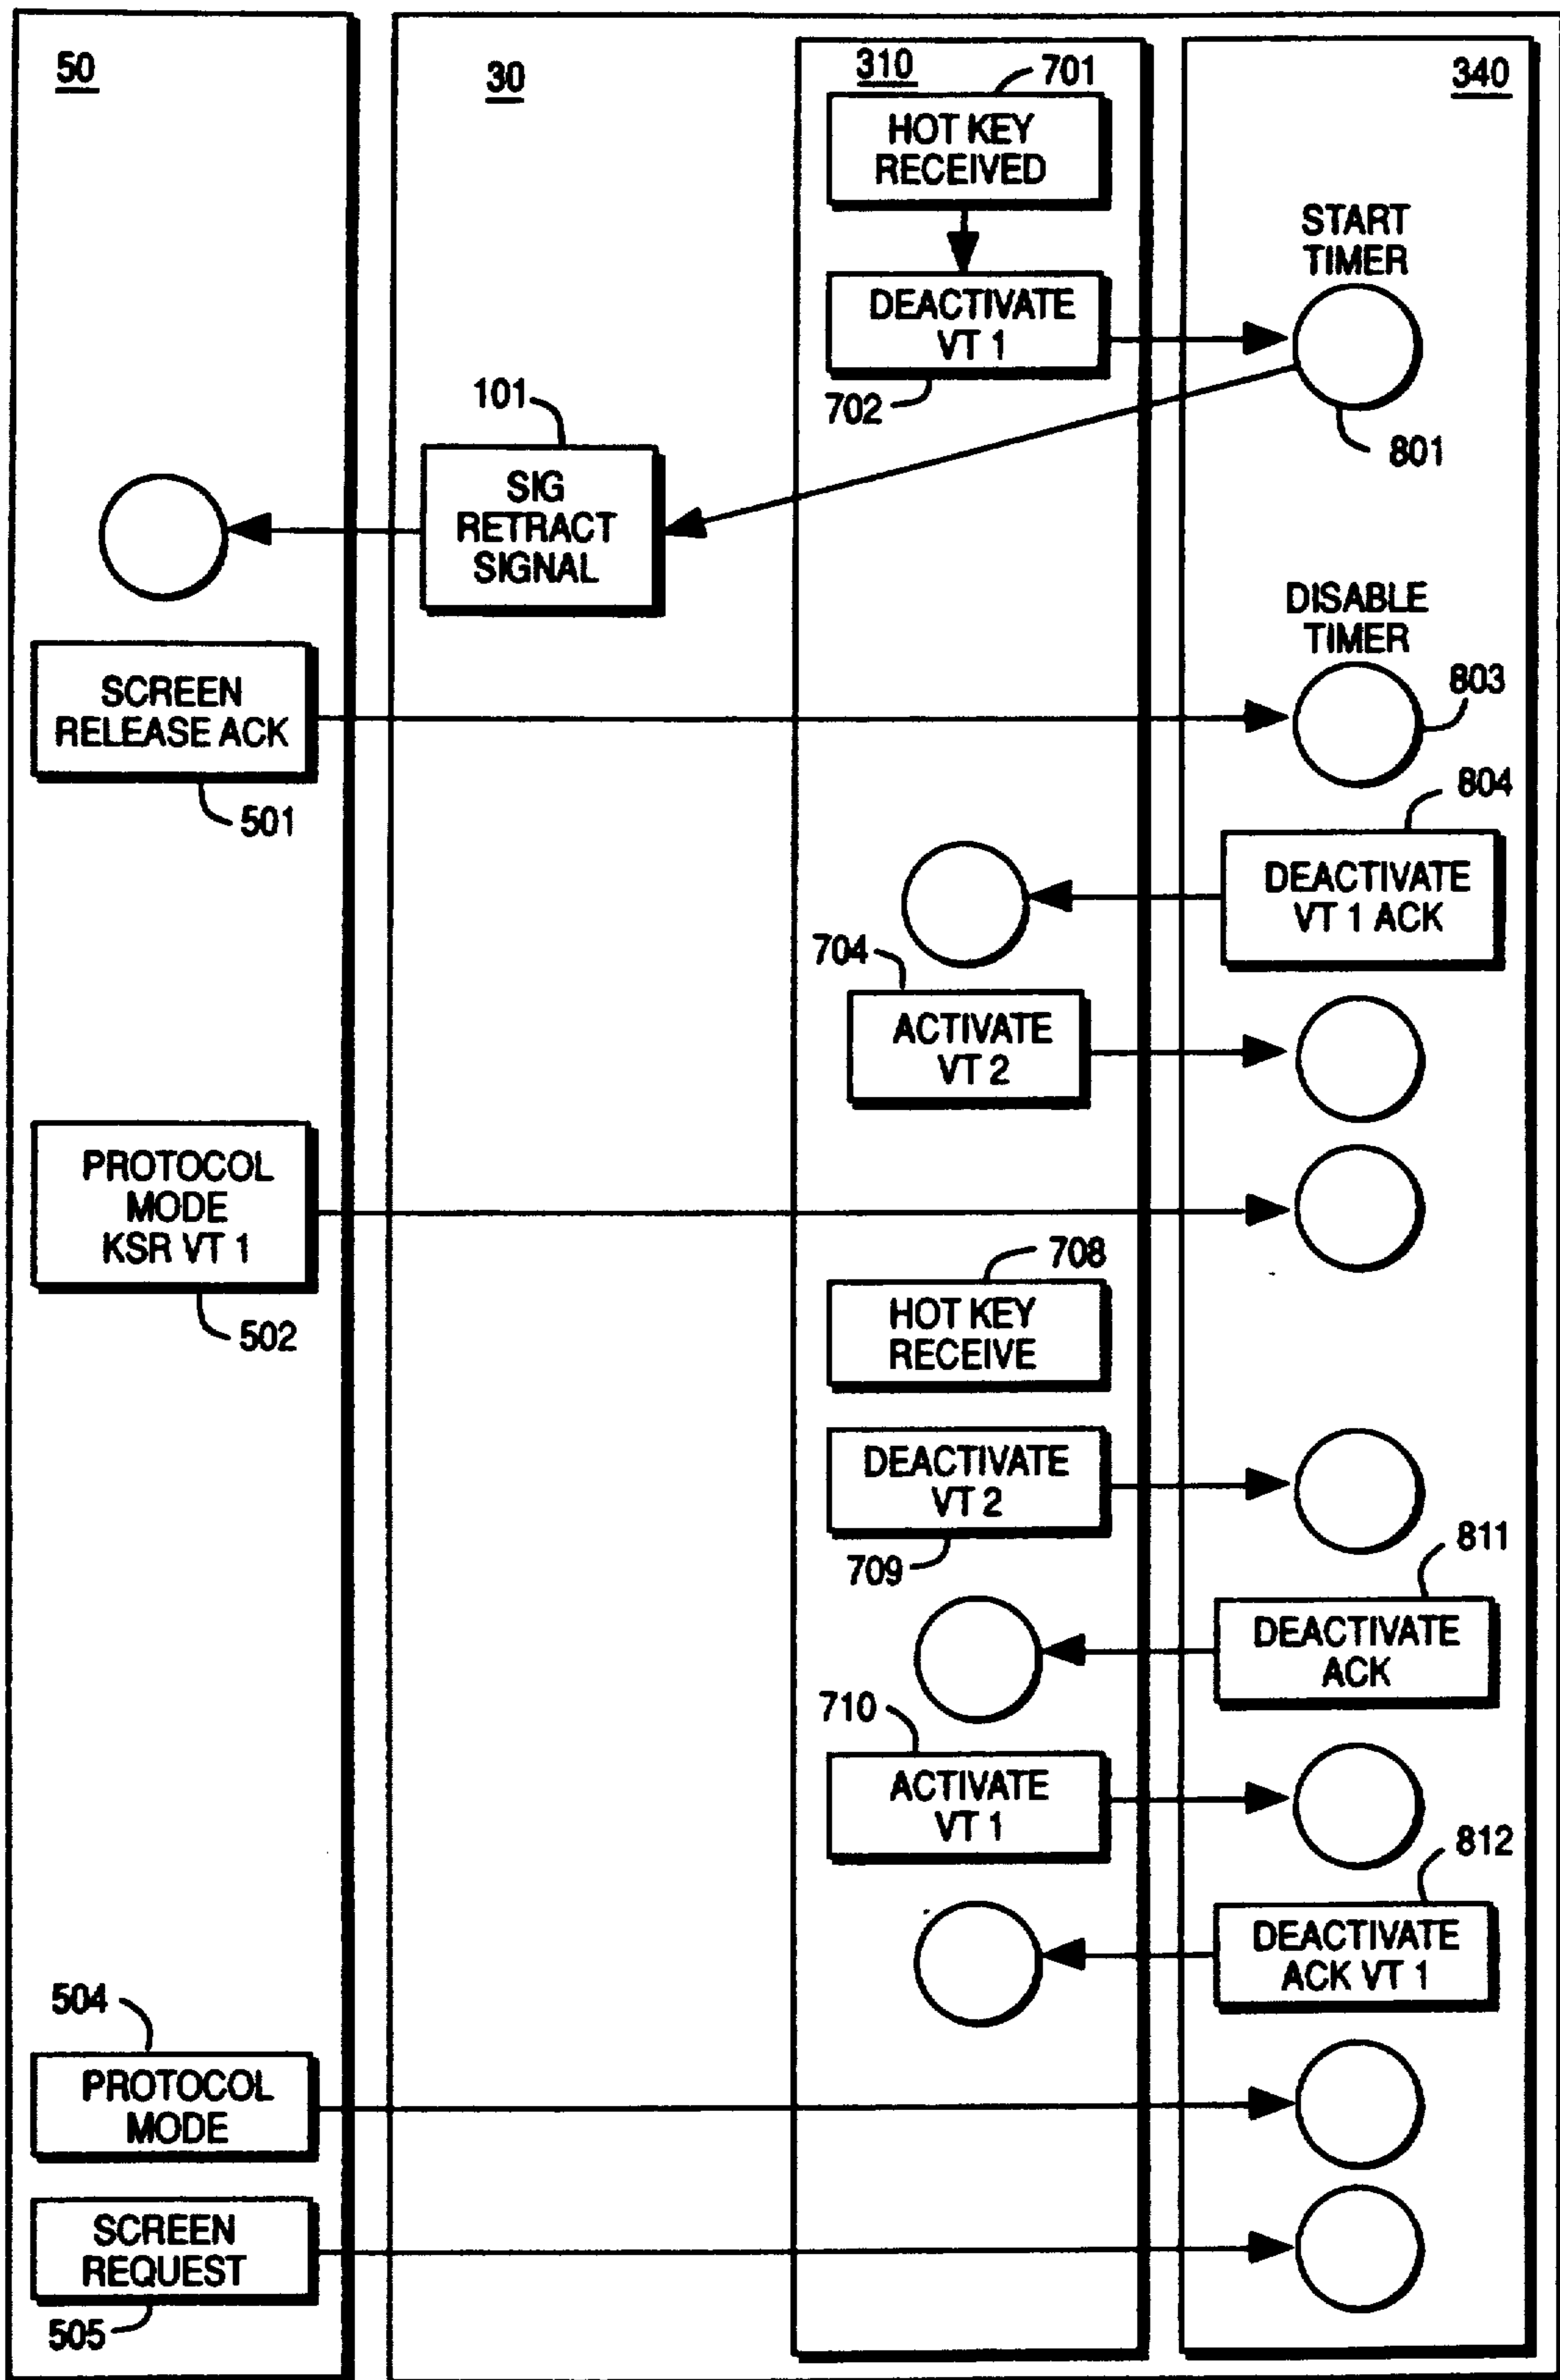 50
30
310
340
701
HOT KEY
RECEIVED
START
TIMER
DEACTIVATE
VT 1
702
801
101
SIG
RETRACT
SIGNAL
DISABLE
TIMER
SCREEN
RELEASE ACK
803
501
804
DEACTIVATE
VT 1 ACK
704
ACTIVATE
VT 2
PROTOCOL
MODE
KSR VT 1
502
708
HOT KEY
RECEIVE
DEACTIVATE
VT 2
709
811
DEACTIVATE
ACK
710
ACTIVATE
VT 1
812
DEACTIVATE
ACK VT 1
504
PROTOCOL
MODE
SCREEN
REQUEST
505